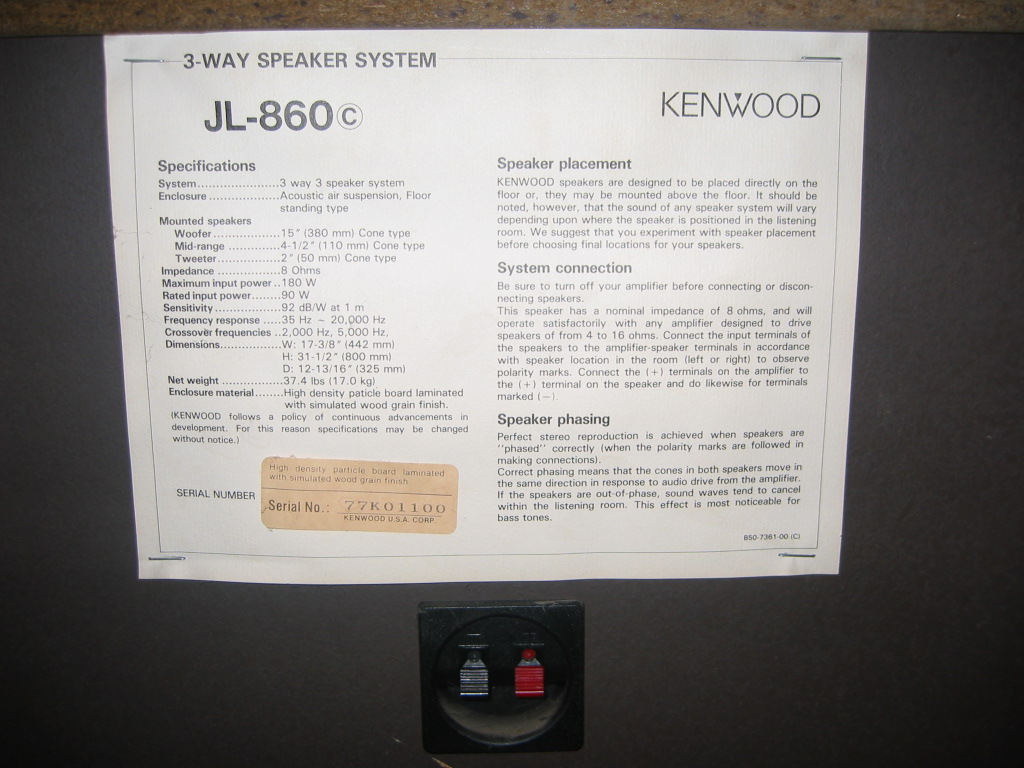 3-WAY SPEAKER SYSTEM
JL-860 Ⓒ
KENWOOD
Specifications
System......................3 way 3 speaker system
Enclosure ...................Acoustic air suspension, Floor
standing type
Mounted speakers
Woofer..................15" (380 mm) Cone type
Mid-range ..............4-1/2" (110 mm) Cone type
Tweeter.................2" (50 mm) Cone type
Impedance .................8 Ohms
Maximum input power ..180 W
Rated input power........90 W
Sensitivity ..................92 dB/W at 1 m
Frequency response .....35 Hz ~ 20,000 Hz
Crossover frequencies ..2,000 Hz, 5,000 Hz,
Dimensions................W: 17-3/8" (442 mm)
H: 31-1/2" (800 mm)
D: 12-13/16" (325 mm)
Net weight ................37.4 lbs (17.0 kg)
Enclosure material.......High density paticle board laminated
with simulated wood grain finish.
(KENWOOD follows a policy of continuous advancements in
development. For this reason specifications may be changed
without notice.)
SERIAL NUMBER
High density particle board laminated
with simulated wood grain finish
Serial No.: 77K01100
KENWOOD U.S.A. CORP.
Speaker placement
KENWOOD speakers are designed to be placed directly on the
floor or, they may be mounted above the floor. It should be
noted, however, that the sound of any speaker system will vary
depending upon where the speaker is positioned in the listening
room. We suggest that you experiment with speaker placement
before choosing final locations for your speakers.
System connection
Be sure to turn off your amplifier before connecting or discon-
necting speakers.
This speaker has a nominal impedance of 8 ohms, and will
operate satisfactorily with any amplifier designed to drive
speakers of from 4 to 16 ohms. Connect the input terminals of
the speakers to the amplifier-speaker terminals in accordance
with speaker location in the room (left or right) to observe
polarity marks. Connect the (+) terminals on the amplifier to
the (+) terminal on the speaker and do likewise for terminals
marked (−).
Speaker phasing
Perfect stereo reproduction is achieved when speakers are
''phased'' correctly (when the polarity marks are followed in
making connections).
Correct phasing means that the cones in both speakers move in
the same direction in response to audio drive from the amplifier.
If the speakers are out-of-phase, sound waves tend to cancel
within the listening room. This effect is most noticeable for
bass tones.
B50-7361-00 (C)